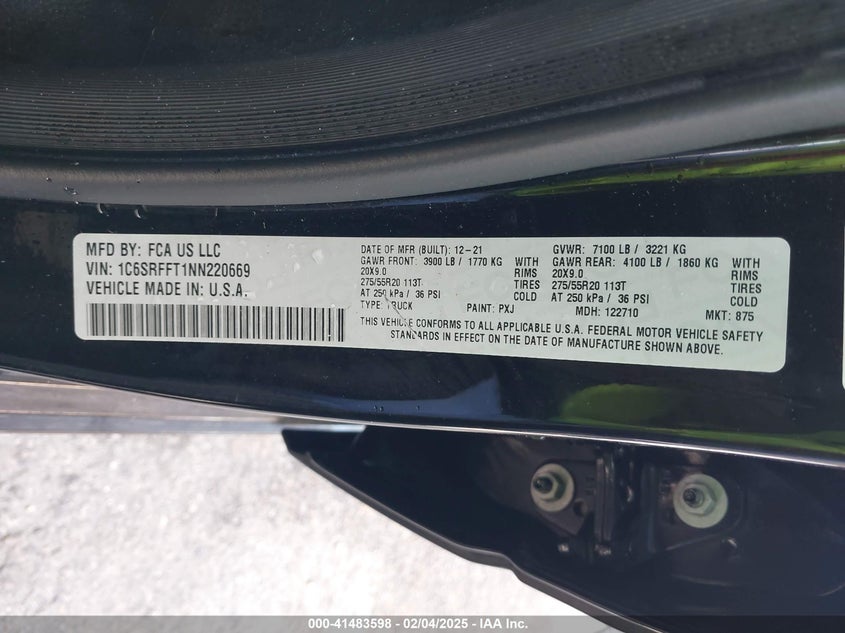 MFD BY: FCA US LLC
VIN: 1C6SRFFT1NN220669
VEHICLE MADE IN: U.S.A.
DATE OF MFR (BUILT): 12-21
GVWR: 7100 LB / 3221 KG
GAWR FRONT: 3900 LB / 1770 KG WITH
GAWR REAR: 4100 LB / 1860 KG WITH
20X9.0 RIMS
20X9.0 RIMS
275/55R20 113T TIRES
275/55R20 113T TIRES
AT 250 kPa / 36 PSI COLD
AT 250 kPa / 36 PSI COLD
TYPE: TRUCK PAINT: PXJ MDH: 122710 MKT: 875
THIS VEHICLE CONFORMS TO ALL APPLICABLE U.S.A. FEDERAL MOTOR VEHICLE SAFETY
STANDARDS IN EFFECT ON THE DATE OF MANUFACTURE SHOWN ABOVE.
000-41483598 - 02/04/2025 - IAA Inc.